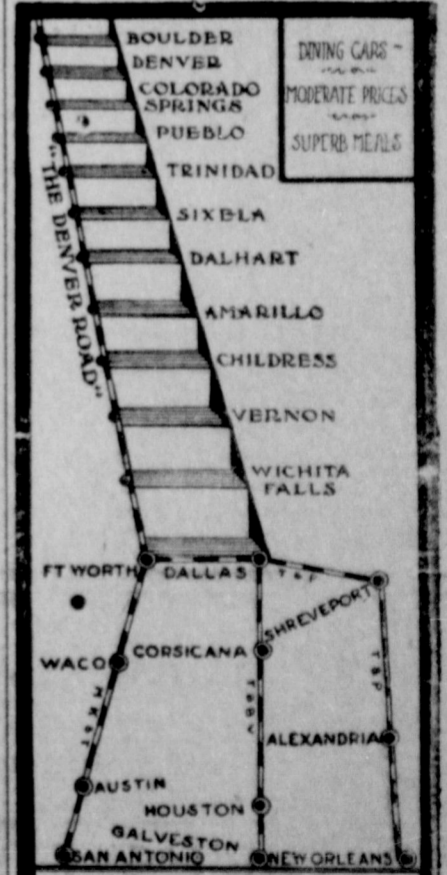 BOULDER
DENVER
COLORADO
SPRINGS
PUEBLO
TRINIDAD
SIXELA
DALHART
AMARILLO
CHILDRESS
VERNON
WICHITA
FALLS
DINING CARS
MODERATE PRICES
SUPERB MEALS
"THE DENVER ROAD"
FT WORTH
DALLAS
T & P
SHREVEPORT
WACO
CORSICANA
M K & T
T & B V
T & P
ALEXANDRIA
AUSTIN
HOUSTON
GALVESTON
SAN ANTONIO
NEW ORLEANS